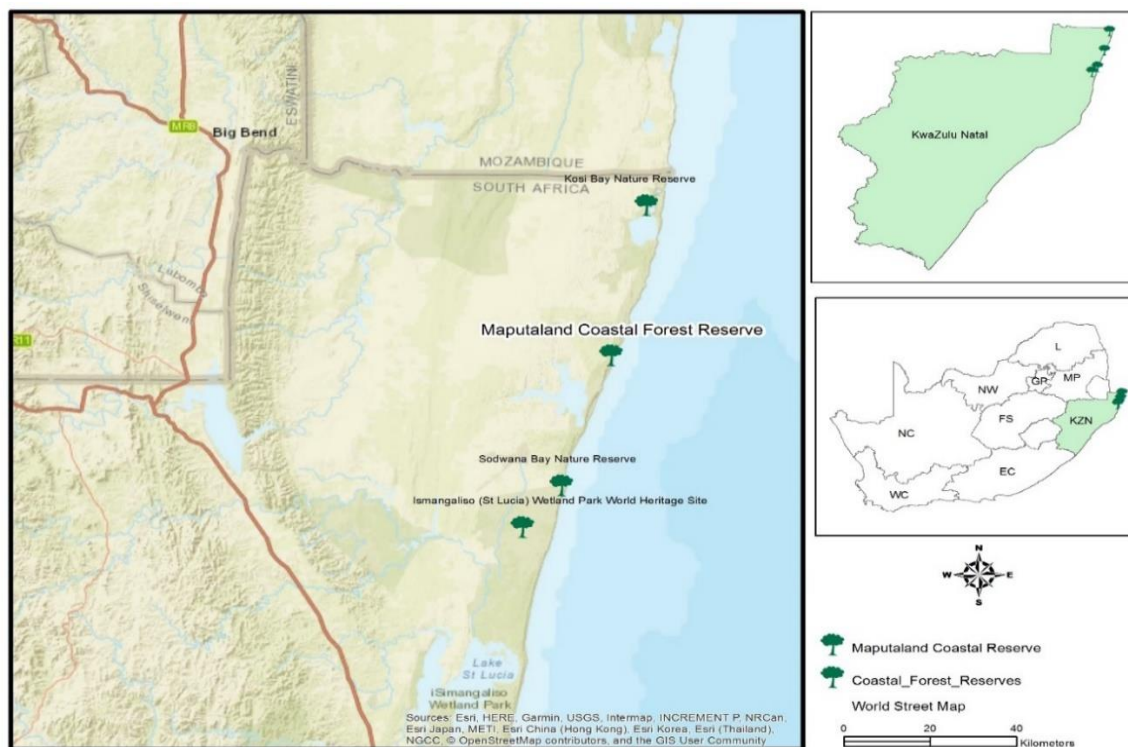 ESWATINI
MR8
Big Bend
MOZAMBIQUE
SOUTH AFRICA
Kosi Bay Nature Reserve
Lubombo
Shiselweni
R11
Maputaland Coastal Forest Reserve
Sodwana Bay Nature Reserve
Ismangaliso (St Lucia) Wetland Park World Heritage Site
Lake
St Lucia
iSimangaliso
Wetland Park
Sources: Esri, HERE, Garmin, USGS, Intermap, INCREMENT P, NRCan,
Esri Japan, METI, Esri China (Hong Kong), Esri Korea, Esri (Thailand),
NGCC, © OpenStreetMap contributors, and the GIS User Community
KwaZulu Natal
L
NW
GP
MP
FS
KZN
NC
EC
WC
N
W E
S
Maputaland Coastal Reserve
Coastal_Forest_Reserves
World Street Map
0 20 40
Kilometers